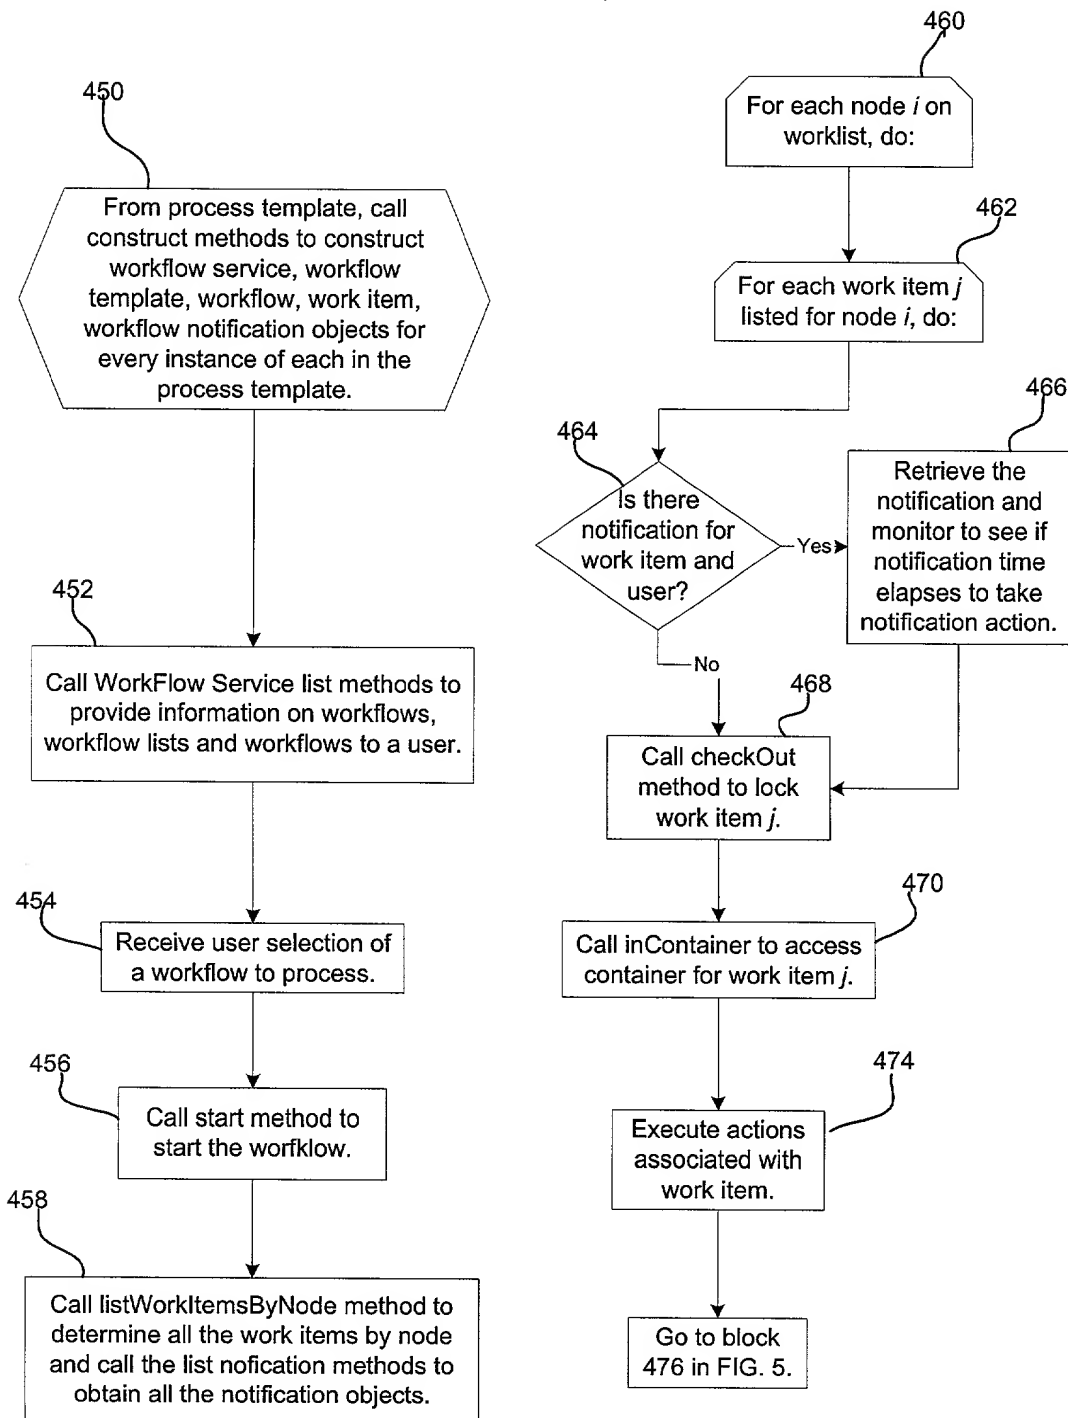 450
From process template, call
construct methods to construct
workflow service, workflow
template, workflow, work item,
workflow notification objects for
every instance of each in the
process template.
452
Call WorkFlow Service list methods to
provide information on workflows,
workflow lists and workflows to a user.
454
Receive user selection of
a workflow to process.
456
Call start method to
start the worfklow.
458
Call listWorkItemsByNode method to
determine all the work items by node
and call the list nofication methods to
obtain all the notification objects.
460
For each node i on
worklist, do:
462
For each work item j
listed for node i, do:
464
Is there
notification for
work item and
user?
Yes
466
Retrieve the
notification and
monitor to see if
notification time
elapses to take
notification action.
No
468
Call checkOut
method to lock
work item j.
470
Call inContainer to access
container for work item j.
474
Execute actions
associated with
work item.
Go to block
476 in FIG. 5.